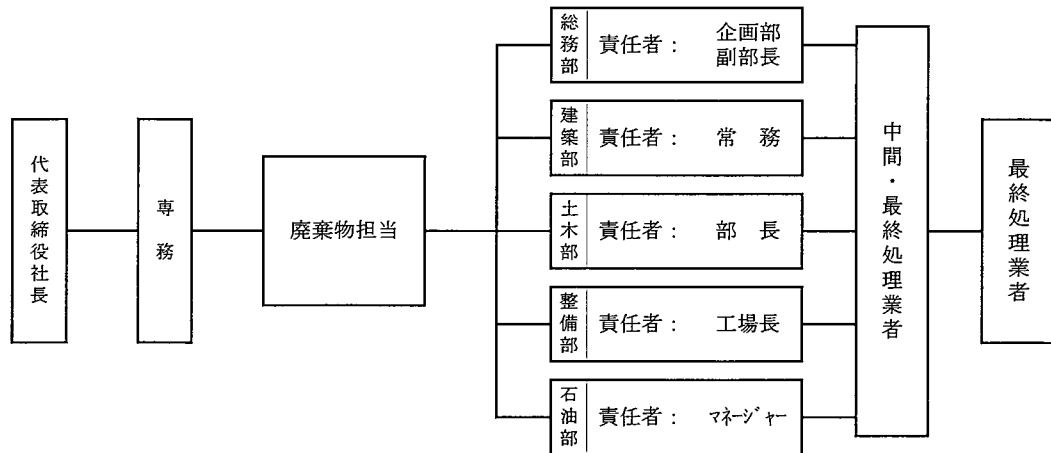 代表取締役社長
専務
廃棄物担当
総務部 責任者： 企画部
副部長
建築部 責任者： 常務
土木部 責任者： 部長
整備部 責任者： 工場長
石油部 責任者： マネージャー
中間・最終処理業者
最終処理業者